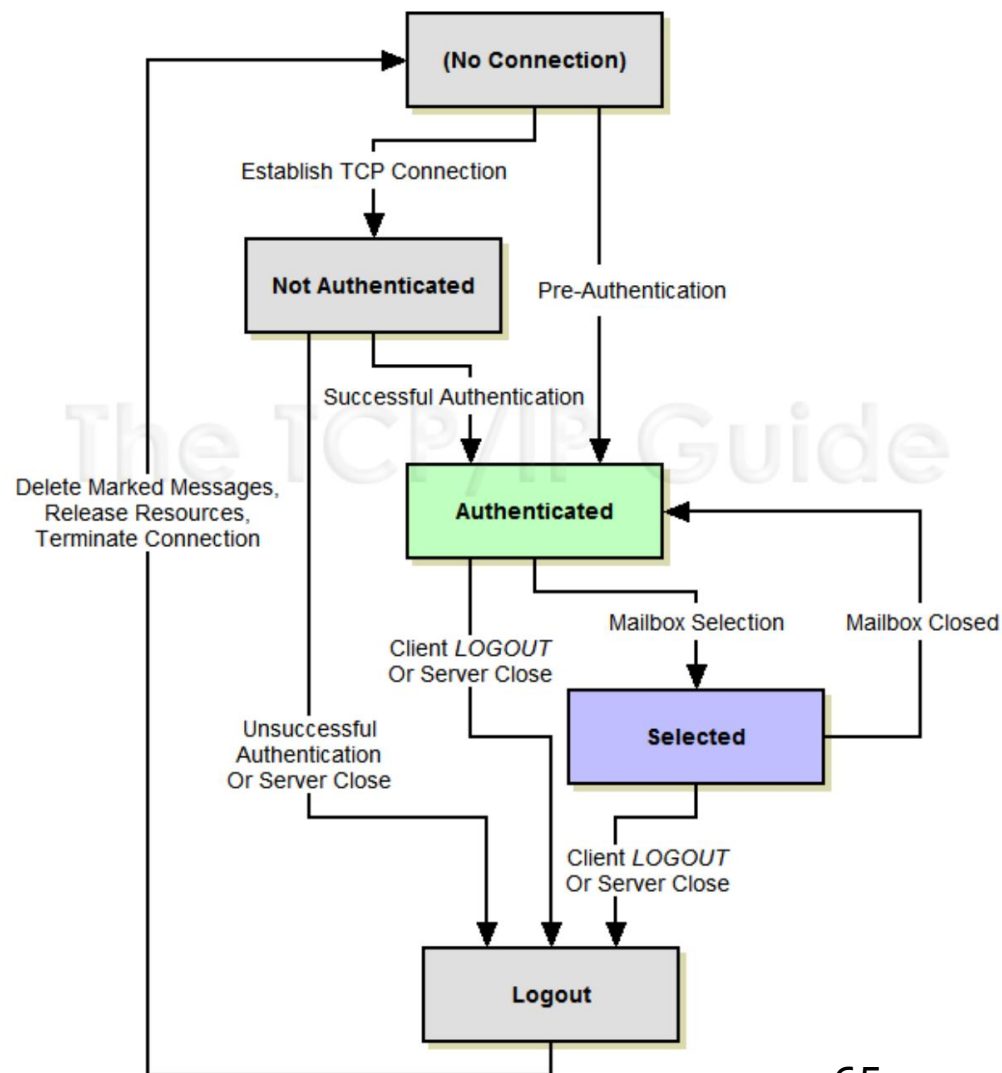 (No Connection)
Establish TCP Connection
Not Authenticated
Pre-Authentication
Successful Authentication
The TCP/IP Guide
Delete Marked Messages,
Release Resources,
Terminate Connection
Authenticated
Mailbox Selection
Mailbox Closed
Client LOGOUT
Or Server Close
Selected
Unsuccessful
Authentication
Or Server Close
Client LOGOUT
Or Server Close
Logout